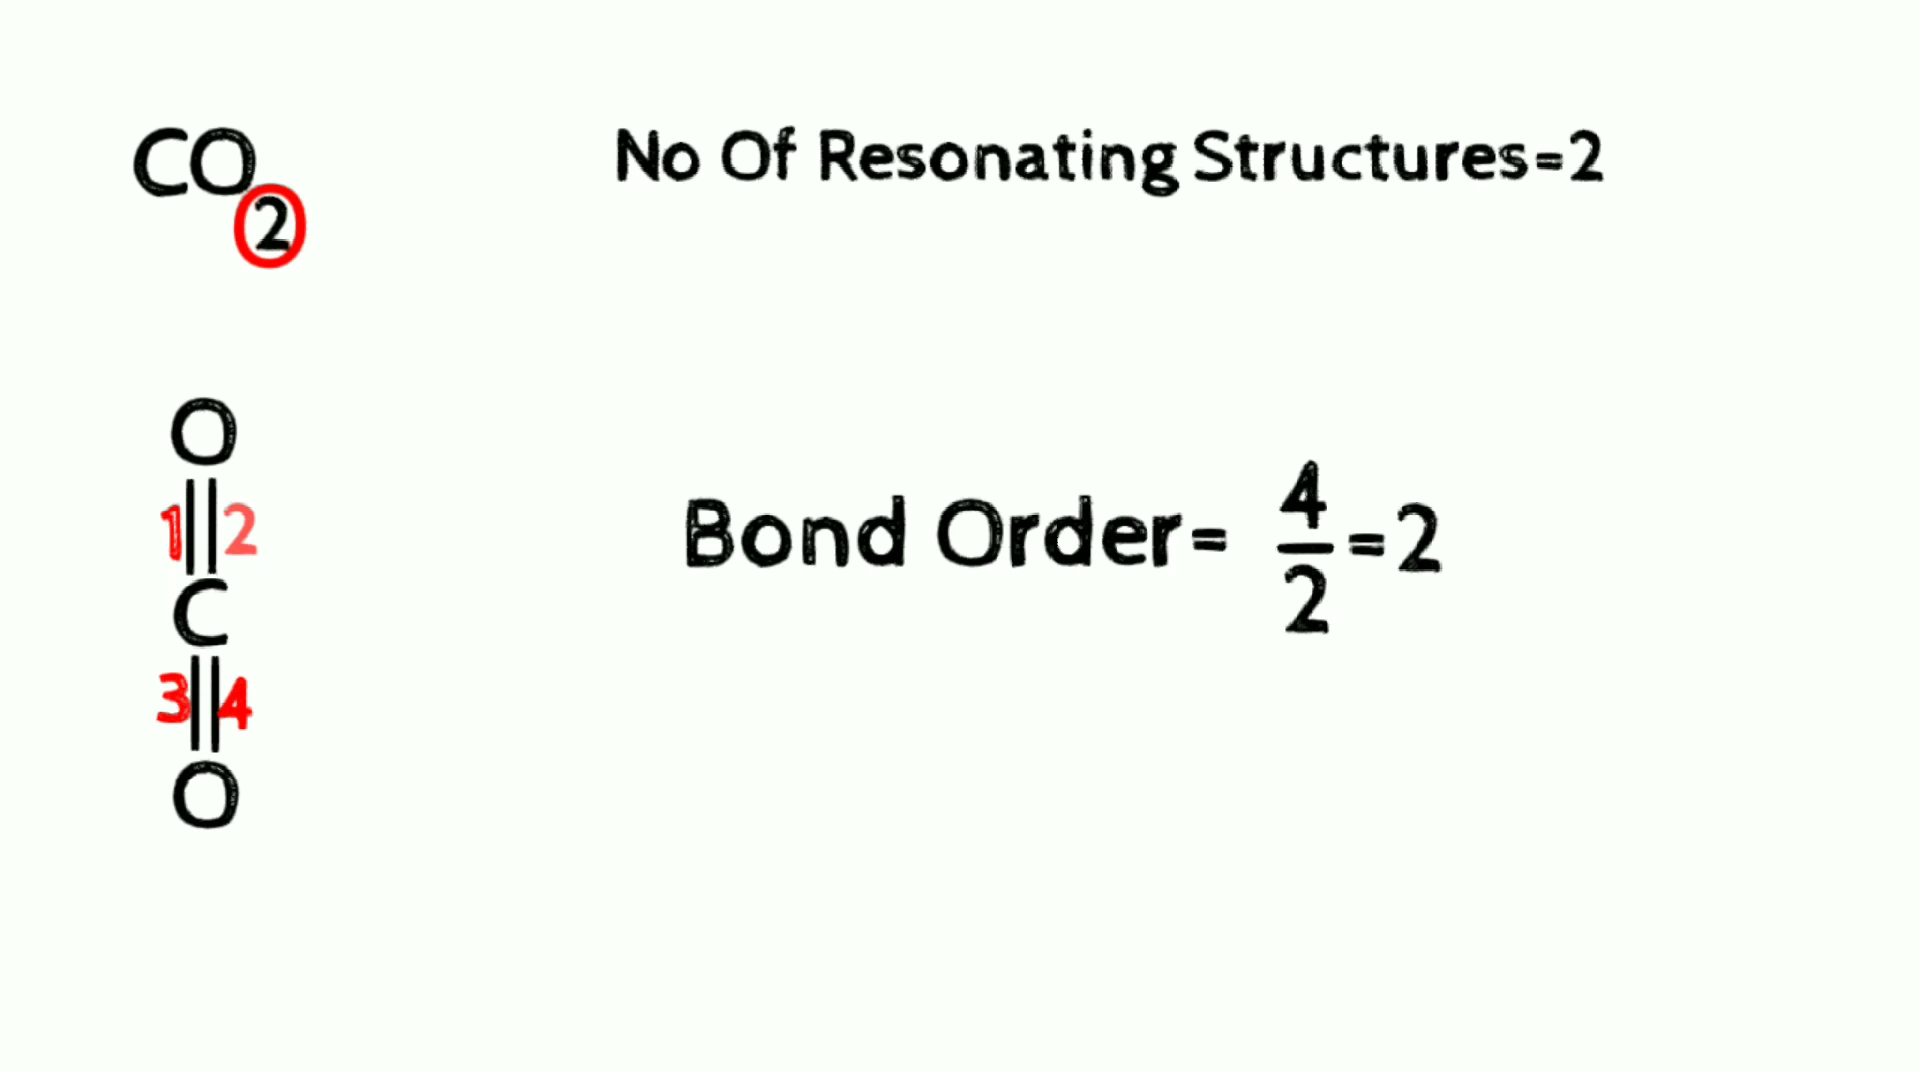 CO2
No Of Resonating Structures=2
O
1 2
C
3 4
O
Bond Order= 4/2 =2